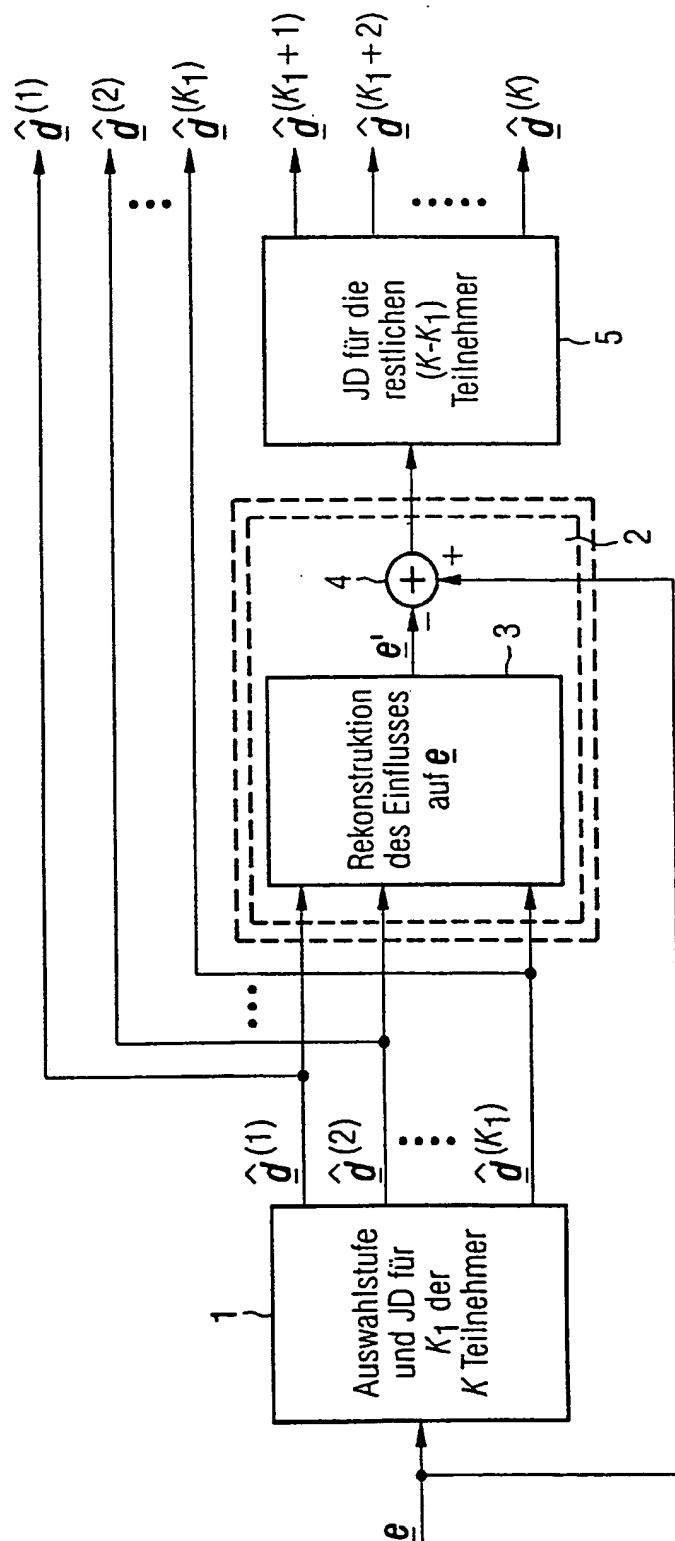 e
1
Auswahlstufe
und JD für
K₁ der
K Teilnehmer
d̂⁽¹⁾
d̂⁽²⁾
.....
d̂⁽ᴷ₁⁾
...
Rekonstruktion
des Einflusses
auf e
3
e'
4
−
+
2
JD für die
restlichen
(K-K₁)
Teilnehmer
5
d̂⁽¹⁾
d̂⁽²⁾
...
d̂⁽ᴷ₁⁾
d̂⁽ᴷ₁⁺¹⁾
d̂⁽ᴷ₁⁺²⁾
.....
d̂⁽ᴷ⁾